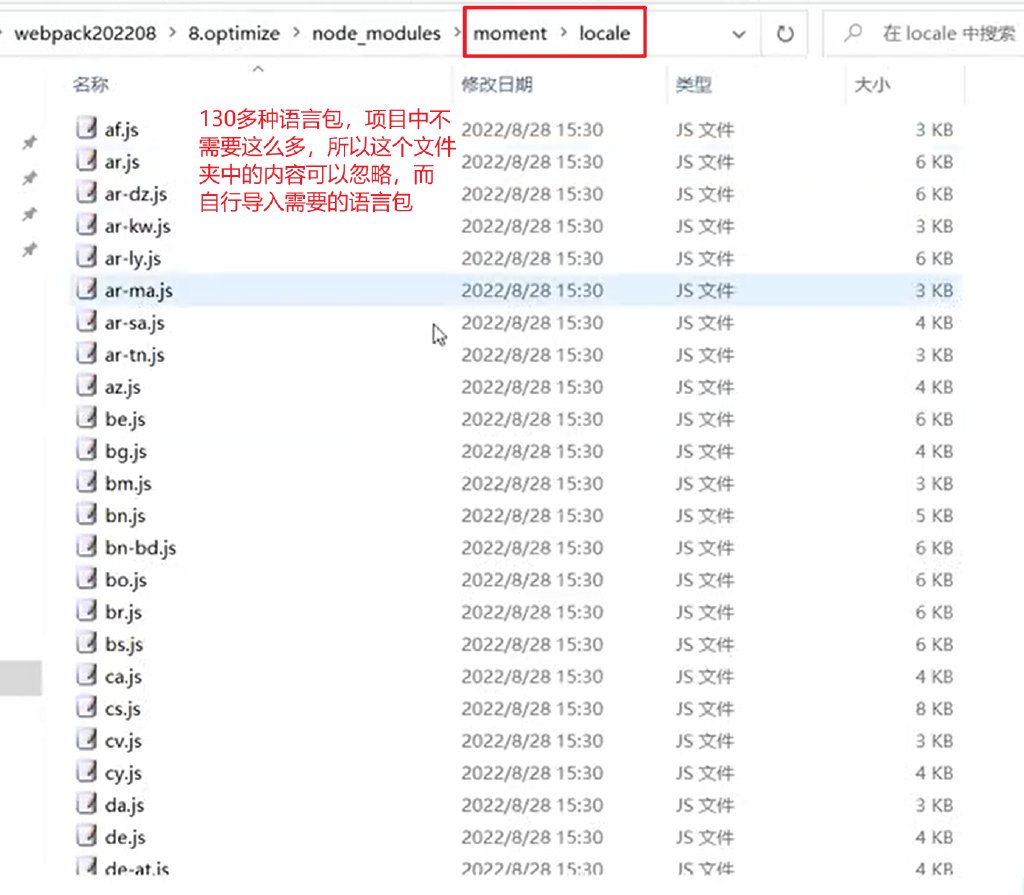 webpack202208 > 8.optimize > node_modules > moment > locale 在 locale 中搜索
名称 修改日期 类型 大小
130多种语言包，项目中不
需要这么多，所以这个文件
夹中的内容可以忽略，而
自行导入需要的语言包
af.js 2022/8/28 15:30 JS 文件 3 KB
ar.js 2022/8/28 15:30 JS 文件 6 KB
ar-dz.js 2022/8/28 15:30 JS 文件 6 KB
ar-kw.js 2022/8/28 15:30 JS 文件 3 KB
ar-ly.js 2022/8/28 15:30 JS 文件 6 KB
ar-ma.js 2022/8/28 15:30 JS 文件 3 KB
ar-sa.js 2022/8/28 15:30 JS 文件 4 KB
ar-tn.js 2022/8/28 15:30 JS 文件 3 KB
az.js 2022/8/28 15:30 JS 文件 4 KB
be.js 2022/8/28 15:30 JS 文件 6 KB
bg.js 2022/8/28 15:30 JS 文件 4 KB
bm.js 2022/8/28 15:30 JS 文件 3 KB
bn.js 2022/8/28 15:30 JS 文件 5 KB
bn-bd.js 2022/8/28 15:30 JS 文件 6 KB
bo.js 2022/8/28 15:30 JS 文件 6 KB
br.js 2022/8/28 15:30 JS 文件 6 KB
bs.js 2022/8/28 15:30 JS 文件 6 KB
ca.js 2022/8/28 15:30 JS 文件 4 KB
cs.js 2022/8/28 15:30 JS 文件 8 KB
cv.js 2022/8/28 15:30 JS 文件 3 KB
cy.js 2022/8/28 15:30 JS 文件 4 KB
da.js 2022/8/28 15:30 JS 文件 3 KB
de.js 2022/8/28 15:30 JS 文件 4 KB
de-at.js 2022/8/28 15:30 JS 文件 4 KB